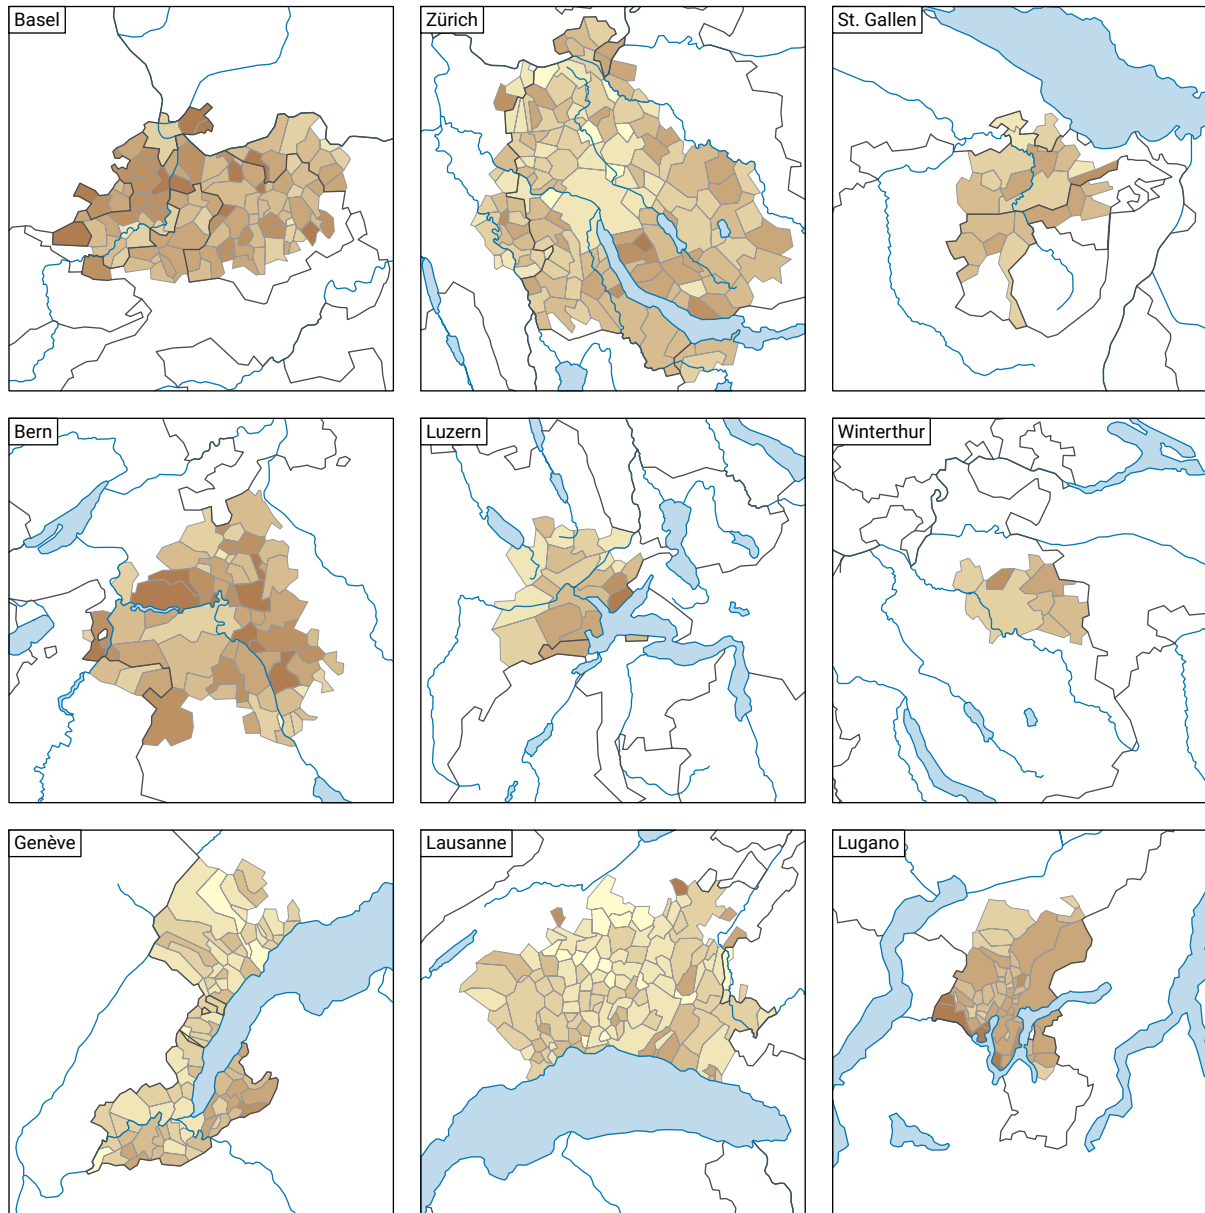 Basel
Zürich
St. Gallen
Bern
Luzern
Winterthur
Genève
Lausanne
Lugano